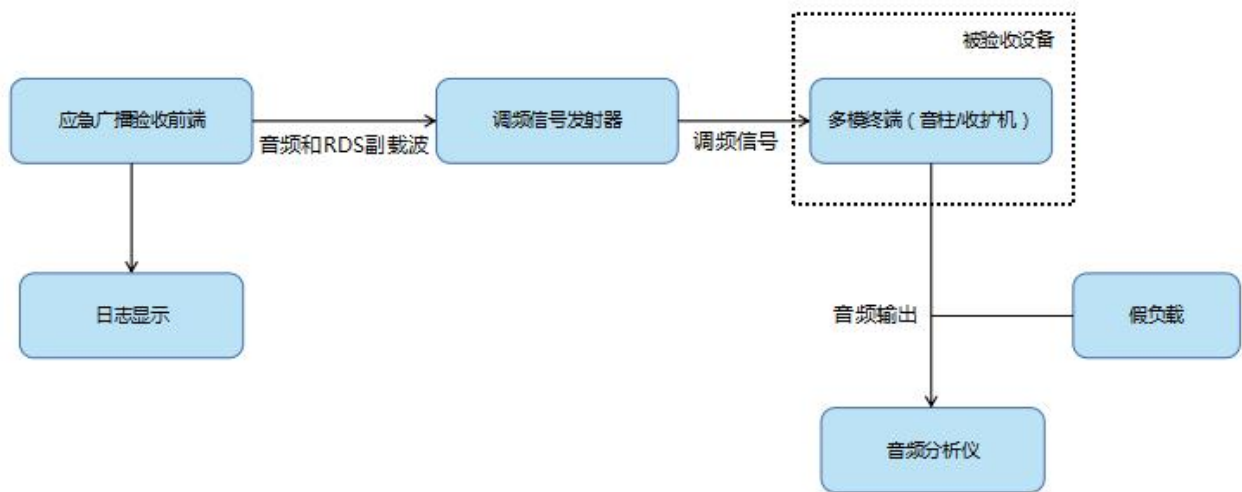 被验收设备
应急广播验收前端
音频和RDS副载波
调频信号发射器
调频信号
多模终端（音柱/收扩机）
日志显示
音频输出
假负载
音频分析仪